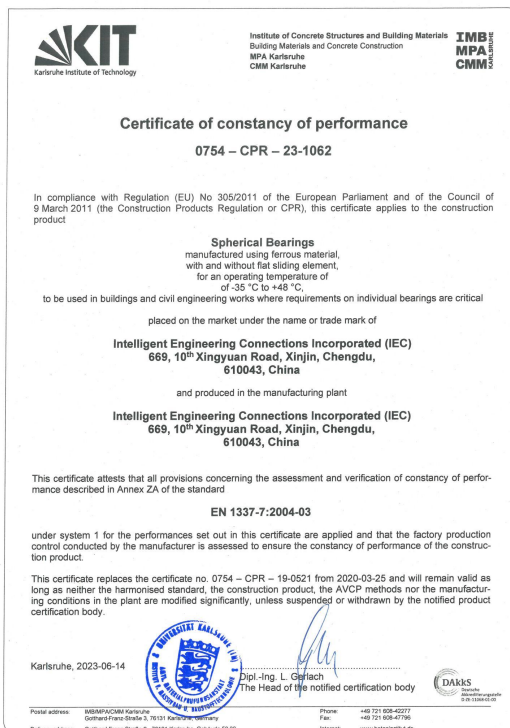 KIT
Karlsruhe Institute of Technology
Institute of Concrete Structures and Building Materials
Building Materials and Concrete Construction
MPA Karlsruhe
CMM Karlsruhe
IMB
MPA
CMM
KARLSRUHE
Certificate of constancy of performance
0754 – CPR – 23-1062
In compliance with Regulation (EU) No 305/2011 of the European Parliament and of the Council of
9 March 2011 (the Construction Products Regulation or CPR), this certificate applies to the construction
product
Spherical Bearings
manufactured using ferrous material,
with and without flat sliding element,
for an operating temperature of
of -35 °C to +48 °C,
to be used in buildings and civil engineering works where requirements on individual bearings are critical
placed on the market under the name or trade mark of
Intelligent Engineering Connections Incorporated (IEC)
669, 10th Xingyuan Road, Xinjin, Chengdu,
610043, China
and produced in the manufacturing plant
Intelligent Engineering Connections Incorporated (IEC)
669, 10th Xingyuan Road, Xinjin, Chengdu,
610043, China
This certificate attests that all provisions concerning the assessment and verification of constancy of perfor-
mance described in Annex ZA of the standard
EN 1337-7:2004-03
under system 1 for the performances set out in this certificate are applied and that the factory production
control conducted by the manufacturer is assessed to ensure the constancy of performance of the construc-
tion product.
This certificate replaces the certificate no. 0754 – CPR – 19-0521 from 2020-03-25 and will remain valid as
long as neither the harmonised standard, the construction product, the AVCP methods nor the manufactur-
ing conditions in the plant are modified significantly, unless suspended or withdrawn by the notified product
certification body.
Karlsruhe, 2023-06-14
Dipl.-Ing. L. Gerlach
The Head of the notified certification body
DAkkS
Deutsche
Akkreditierungsstelle
Postal address: IMB/MPA/CMM Karlsruhe
Gotthard-Franz-Straße 3, 76131 Karlsruhe, Germany
Phone: +49 721 608-42277
Fax: +49 721 608-47796